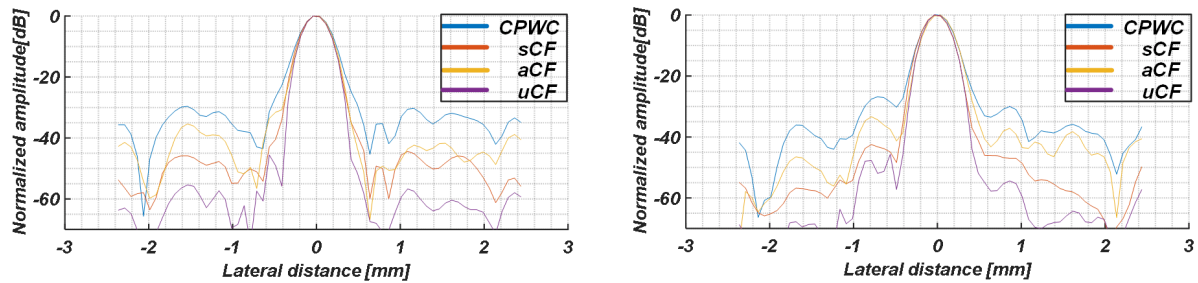 Normalized amplitude[dB]
0
-20
-40
-60
-3
-2
-1
0
1
2
3
Lateral distance [mm]
CPWC
sCF
aCF
uCF
Normalized amplitude[dB]
0
-20
-40
-60
-3
-2
-1
0
1
2
3
Lateral distance [mm]
CPWC
sCF
aCF
uCF